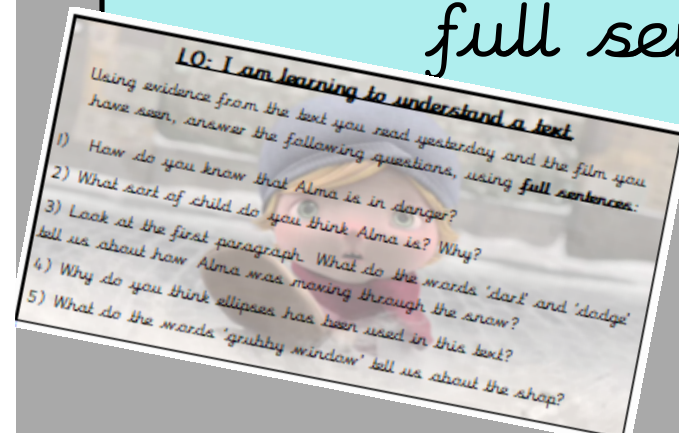 full se
LO: I am learning to understand a text
Using evidence from the text you read yesterday and the film you
have seen, answer the following questions, using full sentences:
1) How do you know that Alma is in danger?
2) What sort of child do you think Alma is? Why?
3) Look at the first paragraph. What do the words 'dart' and 'dodge'
tell us about how Alma was moving through the snow?
4) Why do you think ellipses has been used in this text?
5) What do the words 'grubby window' tell us about the shop?